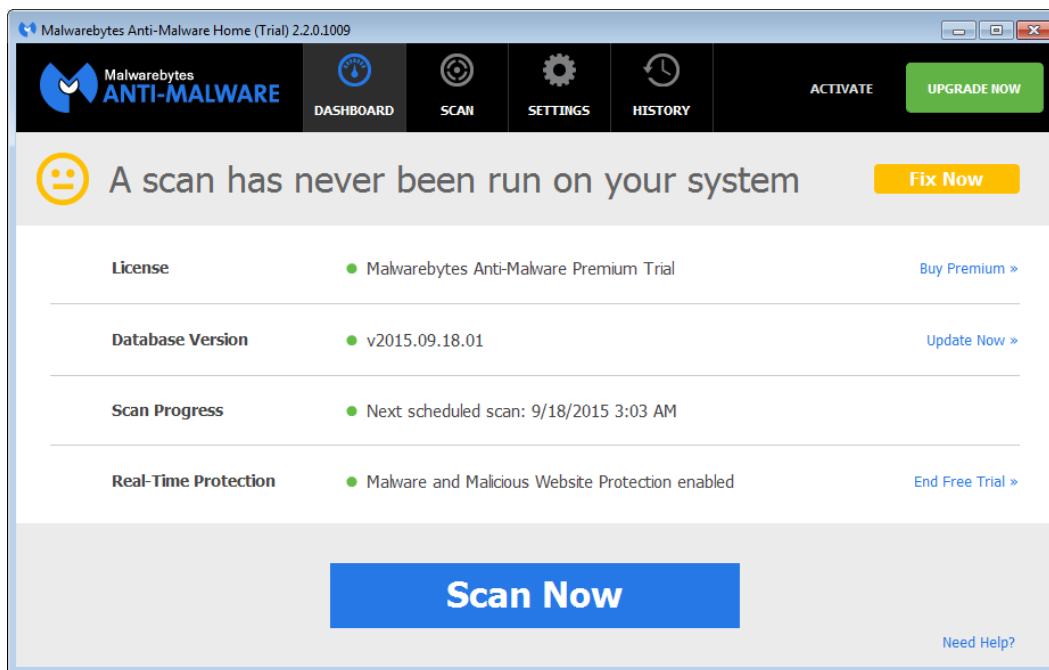 Malwarebytes Anti-Malware Home (Trial) 2.2.0.1009
Malwarebytes
ANTI-MALWARE
DASHBOARD
SCAN
SETTINGS
HISTORY
ACTIVATE
UPGRADE NOW
A scan has never been run on your system
Fix Now
License
Malwarebytes Anti-Malware Premium Trial
Buy Premium »
Database Version
v2015.09.18.01
Update Now »
Scan Progress
Next scheduled scan: 9/18/2015 3:03 AM
Real-Time Protection
Malware and Malicious Website Protection enabled
End Free Trial »
Scan Now
Need Help?